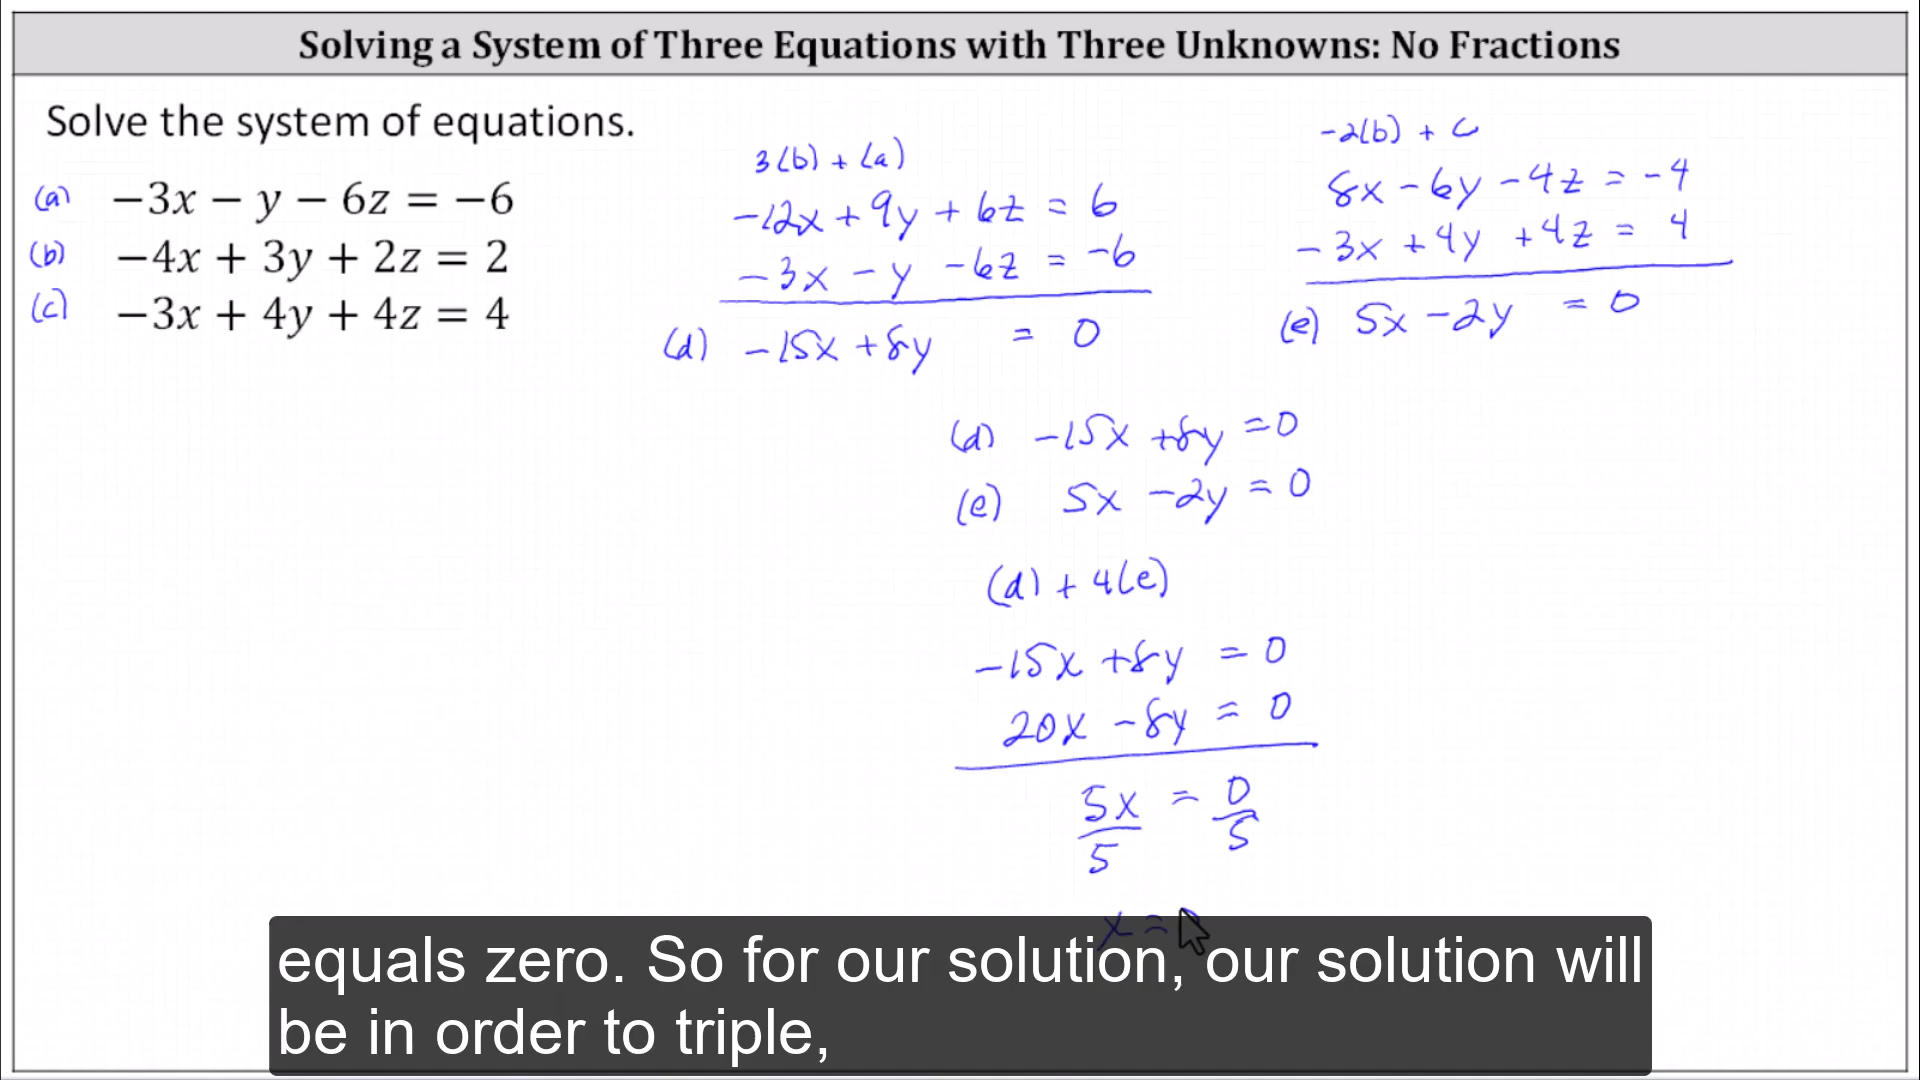 Solving a System of Three Equations with Three Unknowns: No Fractions
Solve the system of equations.
(a) −3x − y − 6z = −6
(b) −4x + 3y + 2z = 2
(c) −3x + 4y + 4z = 4
3(b) + (a)
−12x + 9y + 6z = 6
−3x − y − 6z = −6
(d) −15x + 8y = 0
−2(b) + C
8x − 6y − 4z = −4
−3x + 4y + 4z = 4
(e) 5x − 2y = 0
(d) −15x + 8y = 0
(e) 5x − 2y = 0
(d) + 4(e)
−15x + 8y = 0
20x − 8y = 0
5x/5 = 0/5
x =
equals zero. So for our solution, our solution will
be in order to triple,